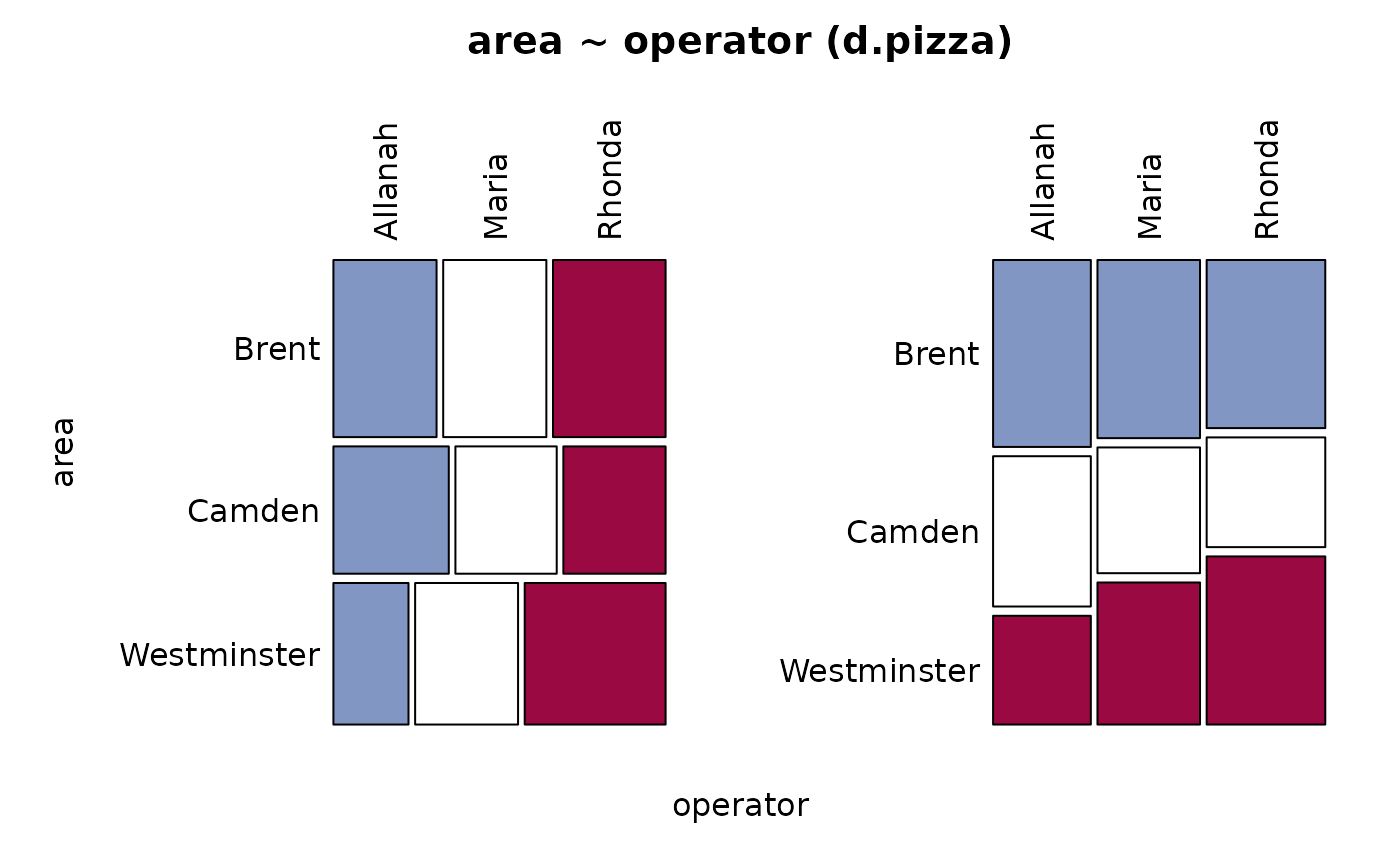 area ~ operator (d.pizza)
Allanah
Maria
Rhonda
Allanah
Maria
Rhonda
area
Brent
Camden
Westminster
Brent
Camden
Westminster
operator